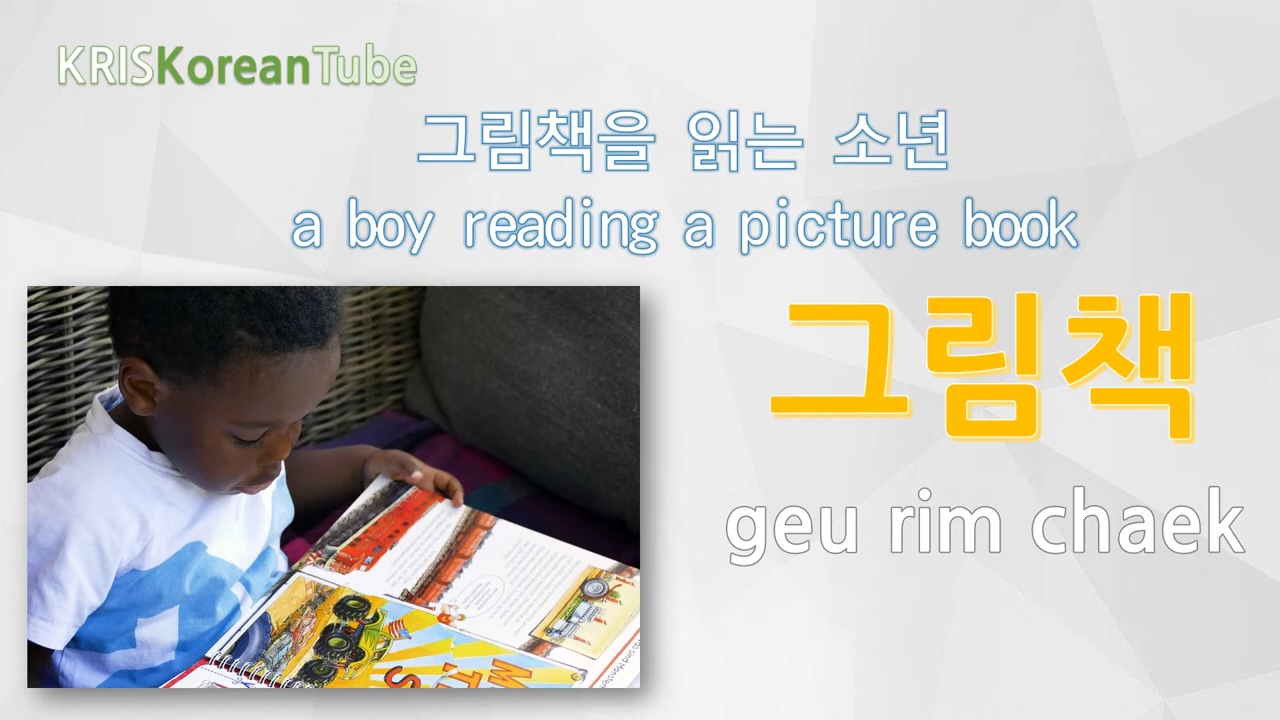 KRISKoreanTube
그림책을 읽는 소년
a boy reading a picture book
그림책
geu rim chaek